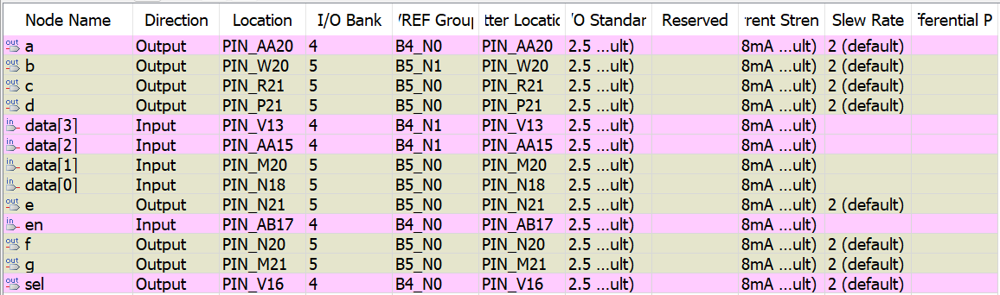 Node Name Direction Location I/O Bank /REF Group tter Locatic /O Standar Reserved rrent Stren Slew Rate fferential P
out a Output PIN_AA20 4 B4_N0 PIN_AA20 2.5 ...ult) 8mA ...ult) 2 (default)
out b Output PIN_W20 5 B5_N1 PIN_W20 2.5 ...ult) 8mA ...ult) 2 (default)
out c Output PIN_R21 5 B5_N0 PIN_R21 2.5 ...ult) 8mA ...ult) 2 (default)
out d Output PIN_P21 5 B5_N0 PIN_P21 2.5 ...ult) 8mA ...ult) 2 (default)
in data[3] Input PIN_V13 4 B4_N1 PIN_V13 2.5 ...ult) 8mA ...ult)
in data[2] Input PIN_AA15 4 B4_N1 PIN_AA15 2.5 ...ult) 8mA ...ult)
in data[1] Input PIN_M20 5 B5_N0 PIN_M20 2.5 ...ult) 8mA ...ult)
in data[0] Input PIN_N18 5 B5_N0 PIN_N18 2.5 ...ult) 8mA ...ult)
out e Output PIN_N21 5 B5_N0 PIN_N21 2.5 ...ult) 8mA ...ult) 2 (default)
in en Input PIN_AB17 4 B4_N0 PIN_AB17 2.5 ...ult) 8mA ...ult)
out f Output PIN_N20 5 B5_N0 PIN_N20 2.5 ...ult) 8mA ...ult) 2 (default)
out g Output PIN_M21 5 B5_N0 PIN_M21 2.5 ...ult) 8mA ...ult) 2 (default)
out sel Output PIN_V16 4 B4_N0 PIN_V16 2.5 ...ult) 8mA ...ult) 2 (default)